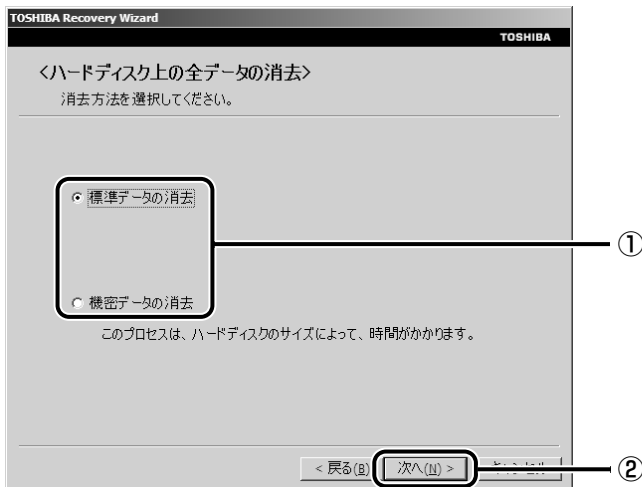 TOSHIBA Recovery Wizard
TOSHIBA
<ハードディスク上の全データの消去>
消去方法を選択してください。
標準データの消去
①
機密データの消去
このプロセスは、ハードディスクのサイズによって、時間がかかります。
< 戻る(B) 次へ(N) > ②